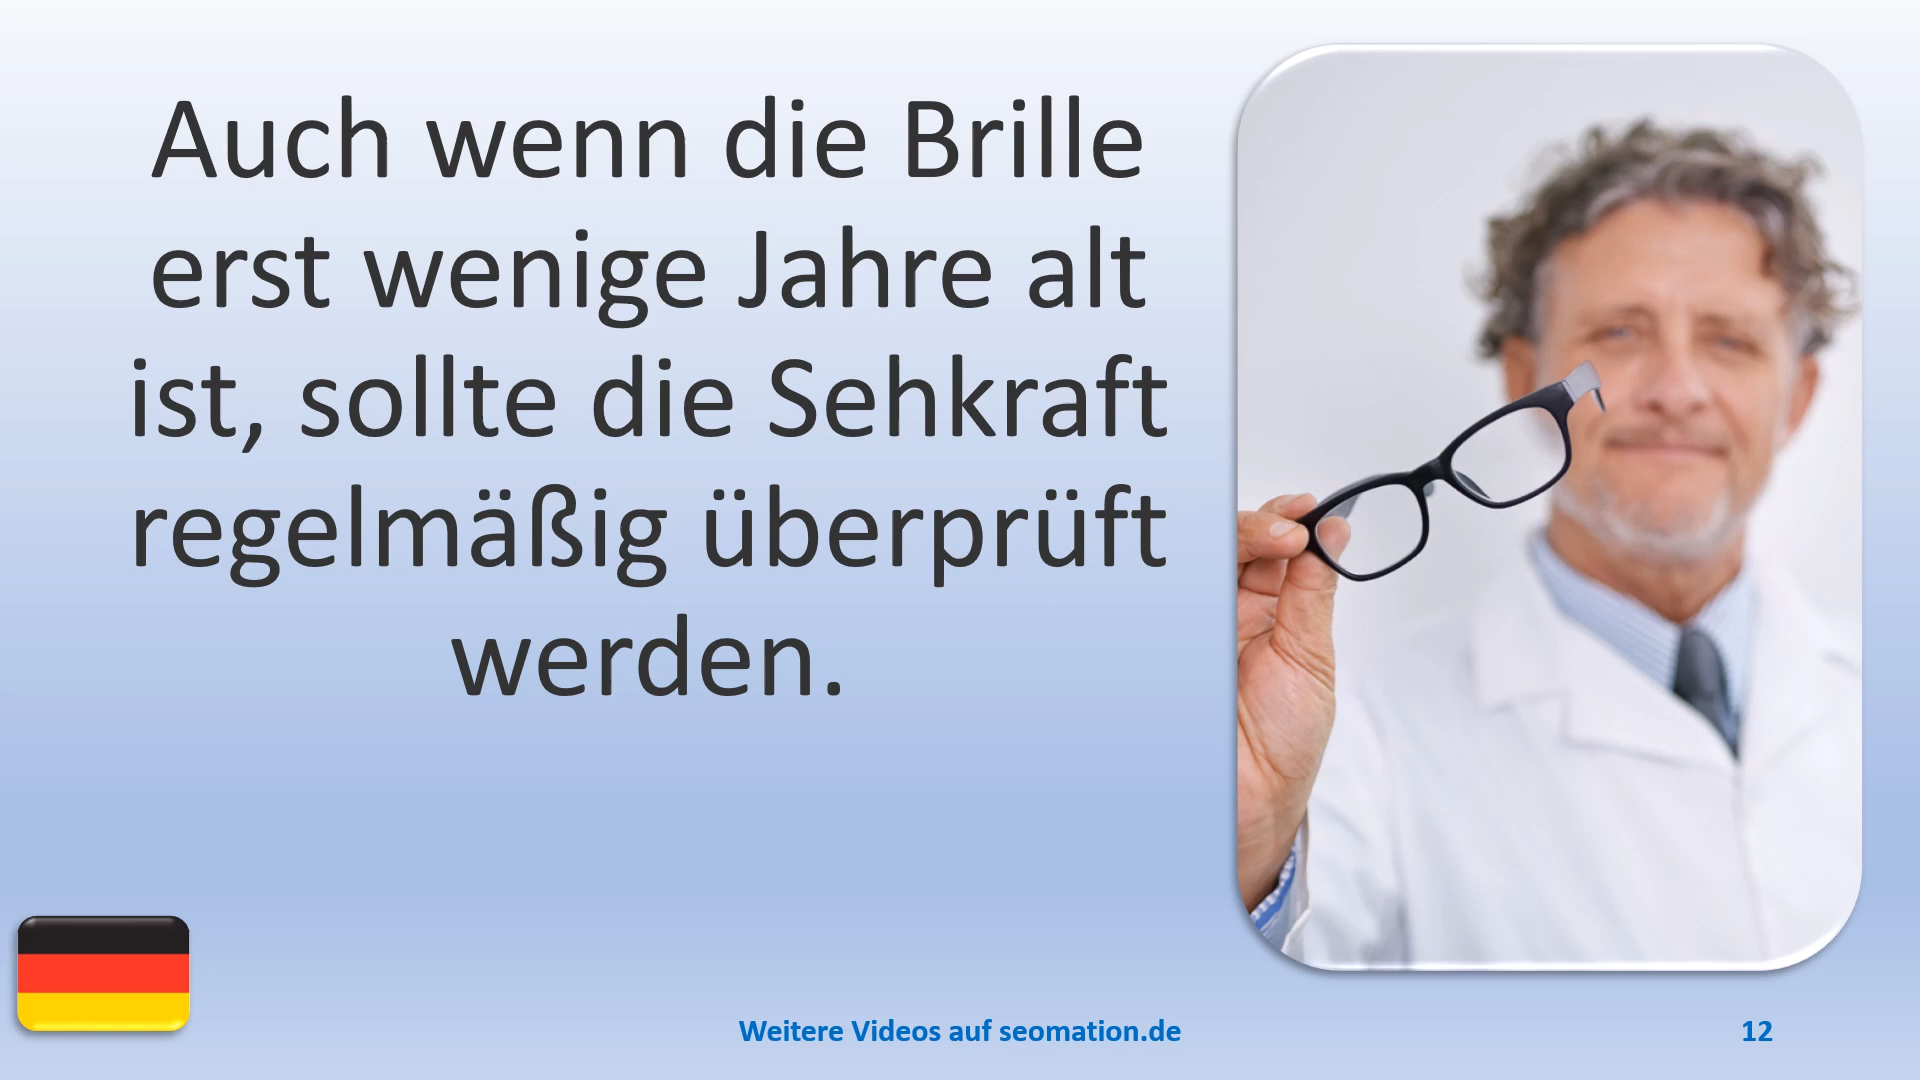 Auch wenn die Brille
erst wenige Jahre alt
ist, sollte die Sehkraft
regelmäßig überprüft
werden.
Weitere Videos auf seomation.de
12